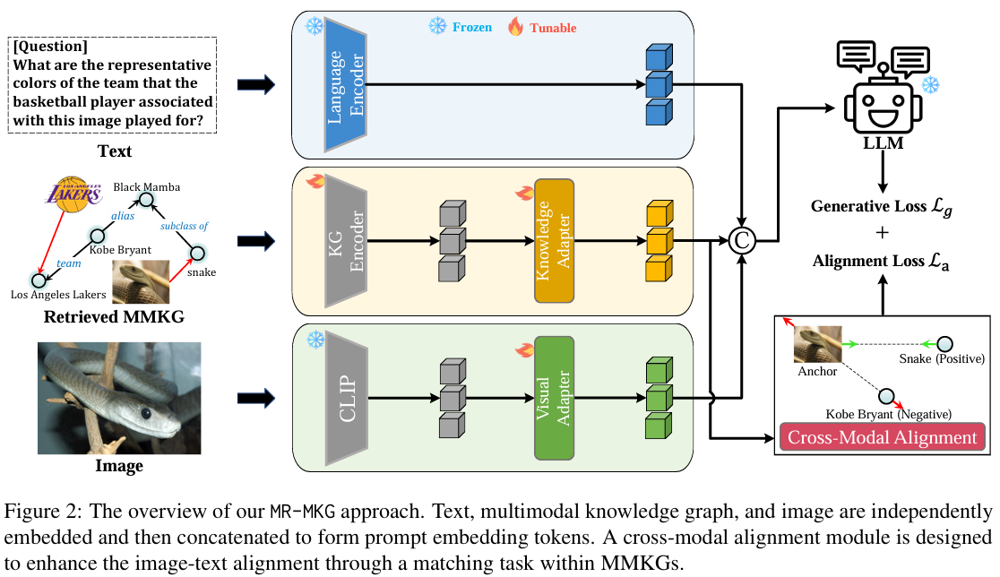 [Question]
What are the representative
colors of the team that the
basketball player associated
with this image played for?
Text
LOS ANGELES
LAKERS
Black Mamba
alias
subclass of
Kobe Bryant
team
snake
Los Angeles Lakers
Retrieved MMKG
Image
Frozen
Tunable
Language
Encoder
KG
Encoder
Knowledge
Adapter
CLIP
Visual
Adapter
C
LLM
Generative Loss ℒg
+
Alignment Loss ℒa
Anchor
Snake (Positive)
Kobe Bryant (Negative)
Cross-Modal Alignment
Figure 2: The overview of our MR-MKG approach. Text, multimodal knowledge graph, and image are independently
embedded and then concatenated to form prompt embedding tokens. A cross-modal alignment module is designed
to enhance the image-text alignment through a matching task within MMKGs.